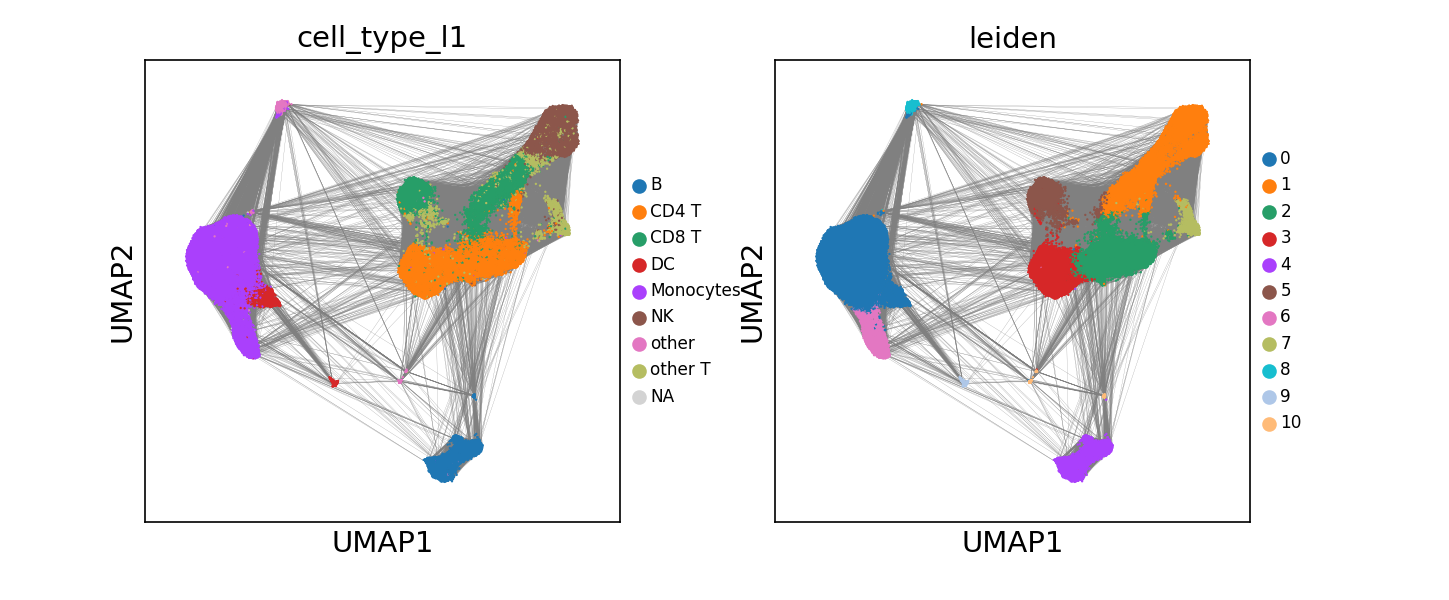 cell_type_l1
UMAP2
UMAP1
B
CD4 T
CD8 T
DC
Monocytes
NK
other
other T
NA
leiden
UMAP2
UMAP1
0
1
2
3
4
5
6
7
8
9
10